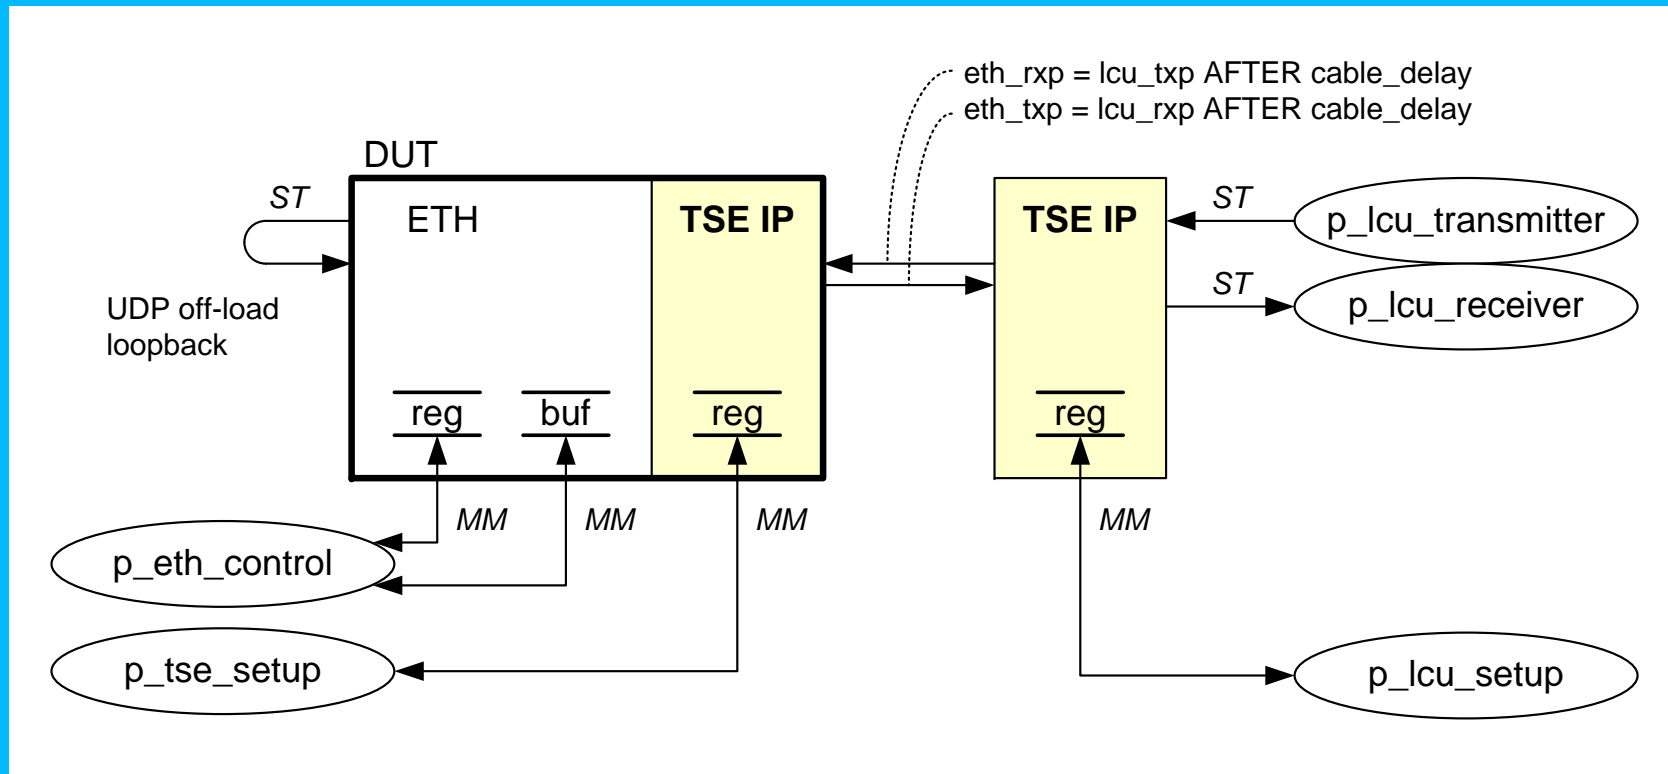 eth_rxp = lcu_txp AFTER cable_delay
eth_txp = lcu_rxp AFTER cable_delay
DUT
ST
ETH
TSE IP
TSE IP
ST
p_lcu_transmitter
ST
p_lcu_receiver
UDP off-load
loopback
reg
buf
reg
reg
MM
MM
MM
MM
p_eth_control
p_tse_setup
p_lcu_setup